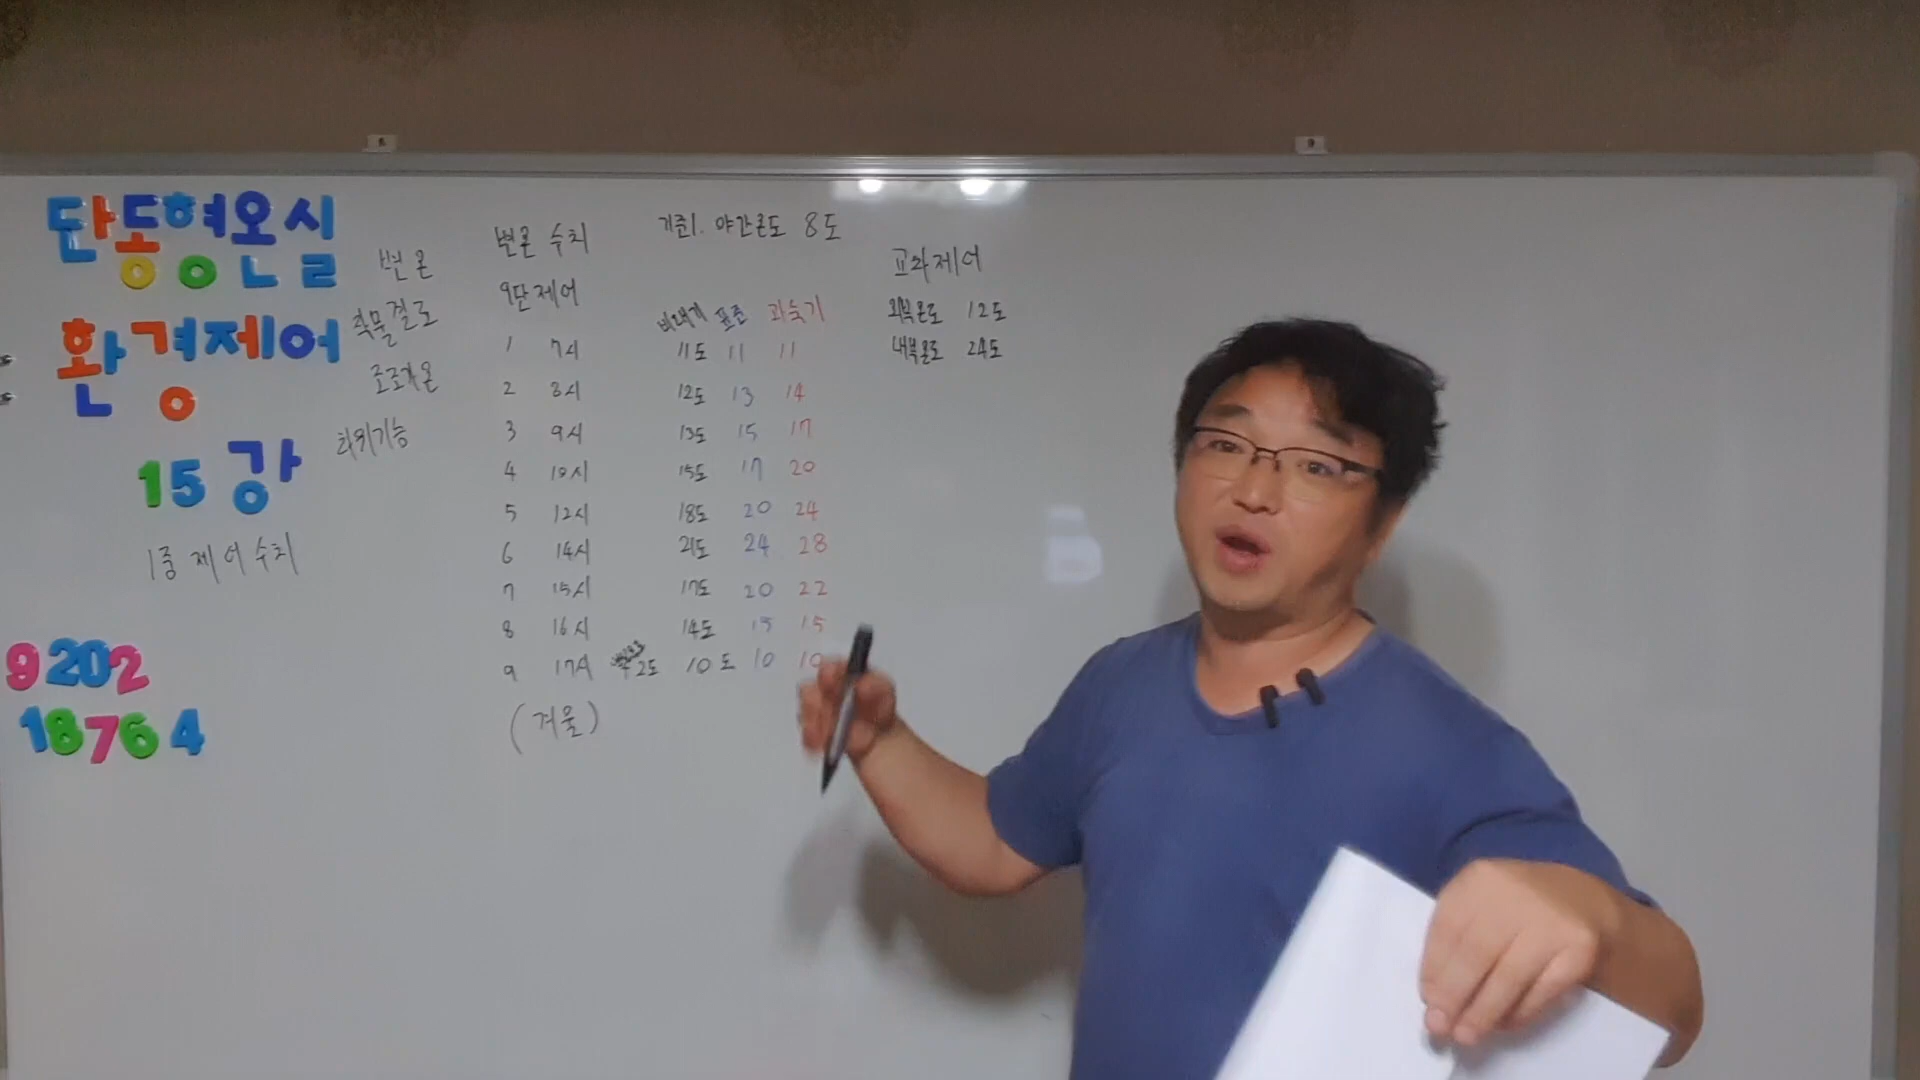 단동형온실
환경제어
15강
1중 제어수치
9202
18764
변온
작물결로
조조가온
최위기능
변온 수치
9단제어
기준1. 야간온도 8도
비대기 표준 과숙기
1 7시 11도 11 11
2 8시 12도 13 14
3 9시 13도 15 17
4 10시 15도 17 20
5 12시 18도 20 24
6 14시 21도 24 28
7 15시 17도 20 22
8 16시 14도 15 15
9 17시 2도 10도 10 10
(겨울)
교차제어
외부온도 12도
내부온도 24도